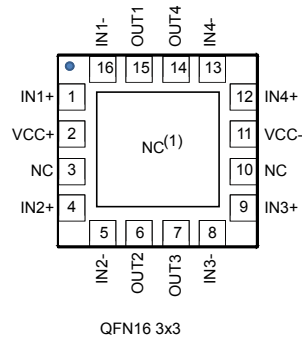 IN1-
OUT1
OUT4
IN4-
16
15
14
13
IN1+
1
12
IN4+
VCC+
2
NC(1)
11
VCC-
NC
3
10
NC
IN2+
4
9
IN3+
5
6
7
8
IN2-
OUT2
OUT3
IN3-
QFN16 3x3